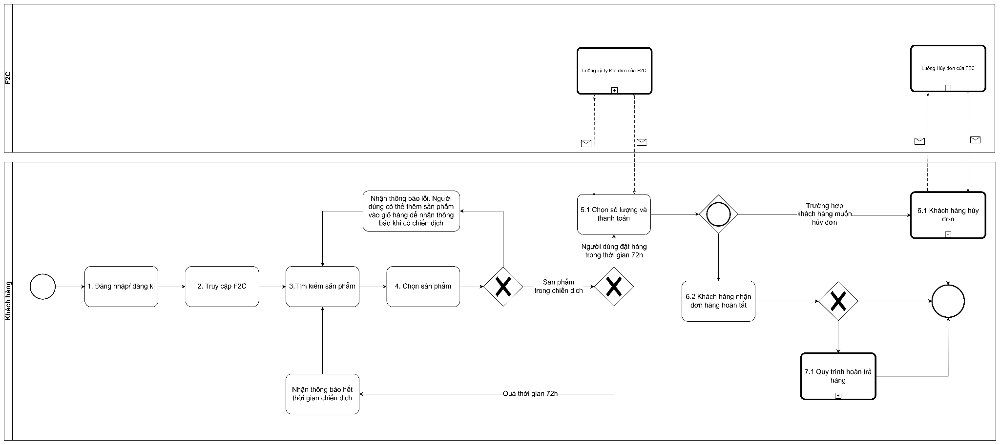 F2C
Luồng xử lý Đặt đơn của F2C
Luồng Hủy đơn của F2C
Khách hàng
Nhận thông báo lỗi. Người
dùng có thể thêm sản phẩm
vào giỏ hàng để nhận thông
báo khi có chiến dịch
5.1 Chọn số lượng và
thanh toán
Trường hợp
khách hàng muốn
hủy đơn
6.1 Khách hàng hủy
đơn
Người dùng đặt hàng
trong thời gian 72h
1. Đăng nhập/ đăng kí
2. Truy cập F2C
3.Tìm kiếm sản phẩm
4. Chọn sản phẩm
Sản phẩm
trong chiến dịch
6.2 Khách hàng nhận
đơn hàng hoàn tất
7.1 Quy trình hoàn trả
hàng
Nhận thông báo hết
thời gian chiến dịch
Quá thời gian 72h